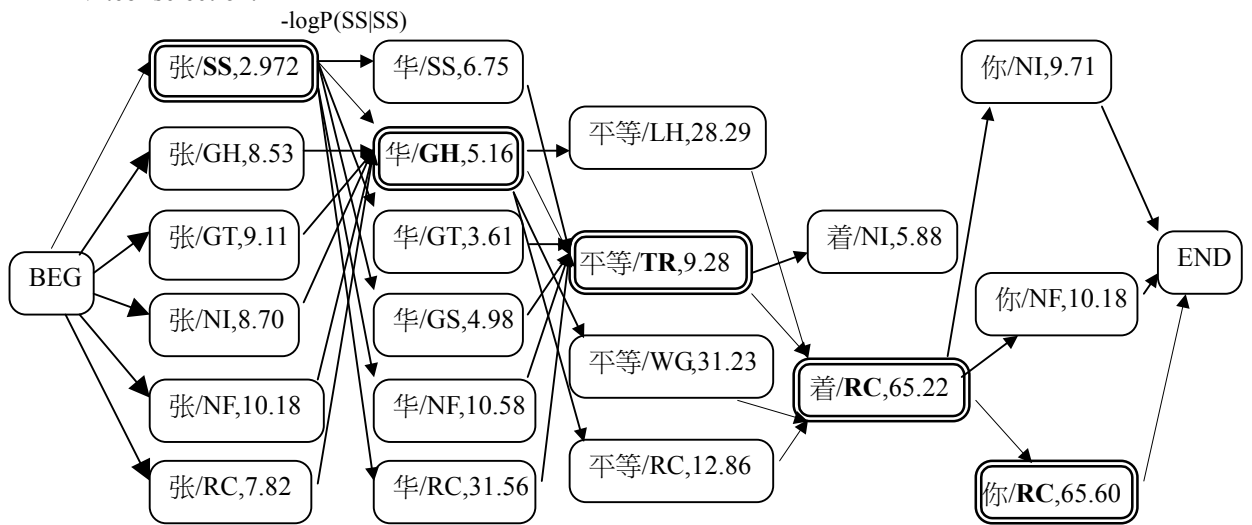 -logP(SS|SS)
BEG
张/SS,2.972
张/GH,8.53
张/GT,9.11
张/NI,8.70
张/NF,10.18
张/RC,7.82
华/SS,6.75
华/GH,5.16
华/GT,3.61
华/GS,4.98
华/NF,10.58
华/RC,31.56
平等/LH,28.29
平等/TR,9.28
平等/WG,31.23
平等/RC,12.86
着/NI,5.88
着/RC,65.22
你/NI,9.71
你/NF,10.18
你/RC,65.60
END